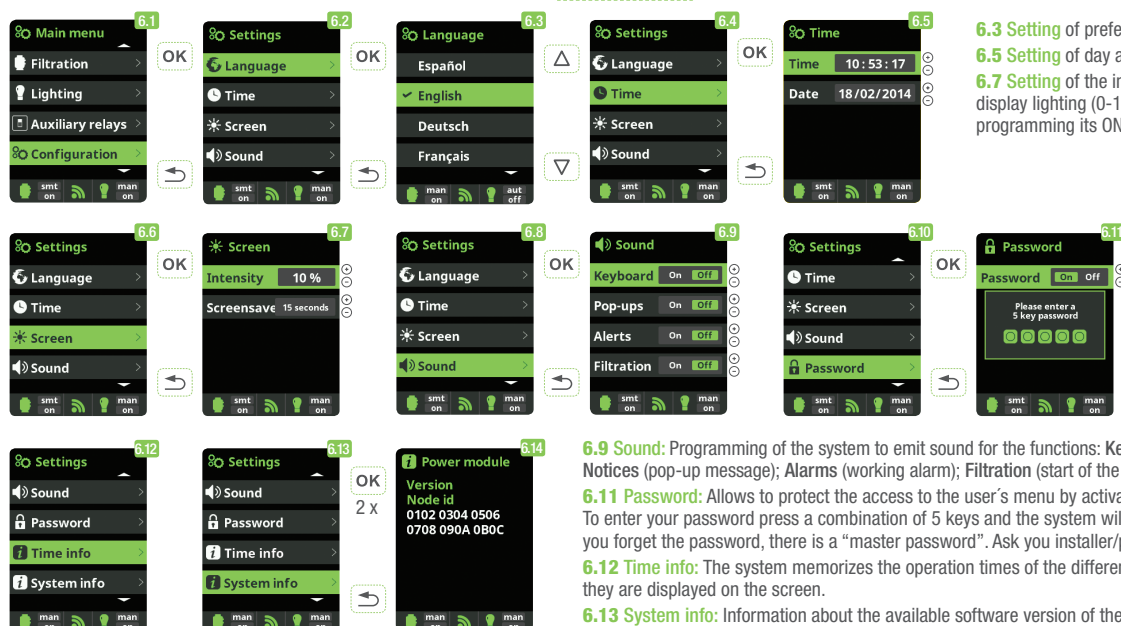 6.1
Main menu
Filtration
Lighting
Auxiliary relays
Configuration
smt on man on
OK
6.2
Settings
Language
Time
Screen
Sound
smt on man on
OK
6.3
Language
Español
English
Deutsch
Français
man on aut off
6.4
Settings
Language
Time
Screen
Sound
smt on man on
OK
6.5
Time
Time 10 : 53 : 17
Date 18 / 02 / 2014
smt on man on
6.3 Setting of prefe
6.5 Setting of day a
6.7 Setting of the in
display lighting (0-1
programming its ON
6.6
Settings
Language
Time
Screen
Sound
smt on man on
OK
6.7
Screen
Intensity 10 %
Screensave 15 seconds
smt on man on
6.8
Settings
Language
Time
Screen
Sound
smt on man on
OK
6.9
Sound
Keyboard On Off
Pop-ups On Off
Alerts On Off
Filtration On Off
smt on man on
6.10
Settings
Time
Screen
Sound
Password
smt on man on
OK
6.11
Password
Password On Off
Please enter a
5 key password
smt on man on
6.12
Settings
Sound
Password
Time info
System info
man on man on
6.13
Settings
Sound
Password
Time info
System info
man on man on
OK
2 x
6.14
Power module
Version
Node id
0102 0304 0506
0708 090A 0B0C
man on man on
6.9 Sound: Programming of the system to emit sound for the functions: Ke
Notices (pop-up message); Alarms (working alarm); Filtration (start of the
6.11 Password: Allows to protect the access to the user´s menu by activa
To enter your password press a combination of 5 keys and the system wil
you forget the password, there is a “master password”. Ask you installer/p
6.12 Time info: The system memorizes the operation times of the differen
they are displayed on the screen.
6.13 System info: Information about the available software version of the